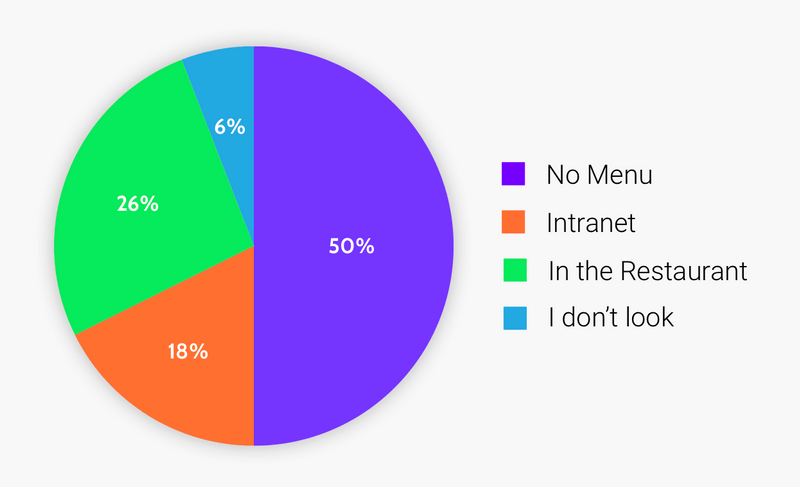 6%
26%
50%
18%
No Menu
Intranet
In the Restaurant
I don’t look